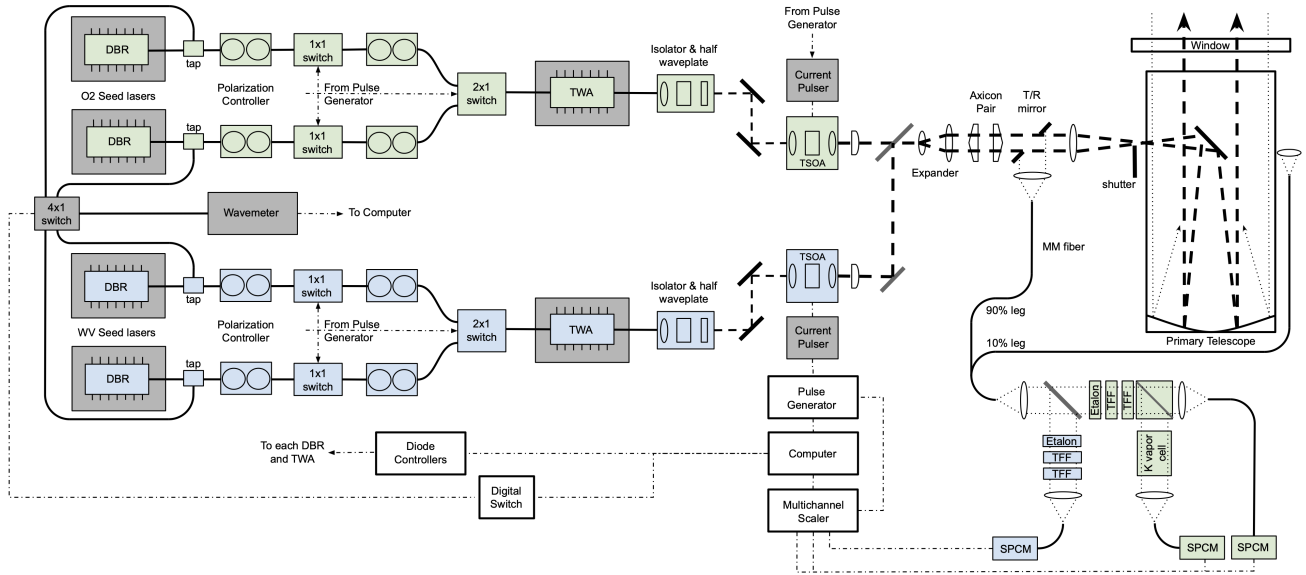 From Pulse
Generator
DBR
tap
1x1
switch
Isolator & half
waveplate
Current
Pulser
Window
O2 Seed lasers
Polarization
Controller
From Pulse
Generator
2x1
switch
TWA
Axicon
Pair
T/R
mirror
DBR
tap
1x1
switch
TSOA
Expander
shutter
4x1
switch
Wavemeter
To Computer
MM fiber
DBR
tap
1x1
switch
Isolator & half
waveplate
TSOA
WV Seed lasers
Polarization
Controller
From Pulse
Generator
2x1
switch
TWA
Current
Pulser
90% leg
10% leg
Primary Telescope
DBR
tap
1x1
switch
Pulse
Generator
Etalon
TFF
TFF
To each DBR
and TWA
Diode
Controllers
Computer
Etalon
TFF
TFF
K vapor
cell
Digital
Switch
Multichannel
Scaler
SPCM
SPCM
SPCM